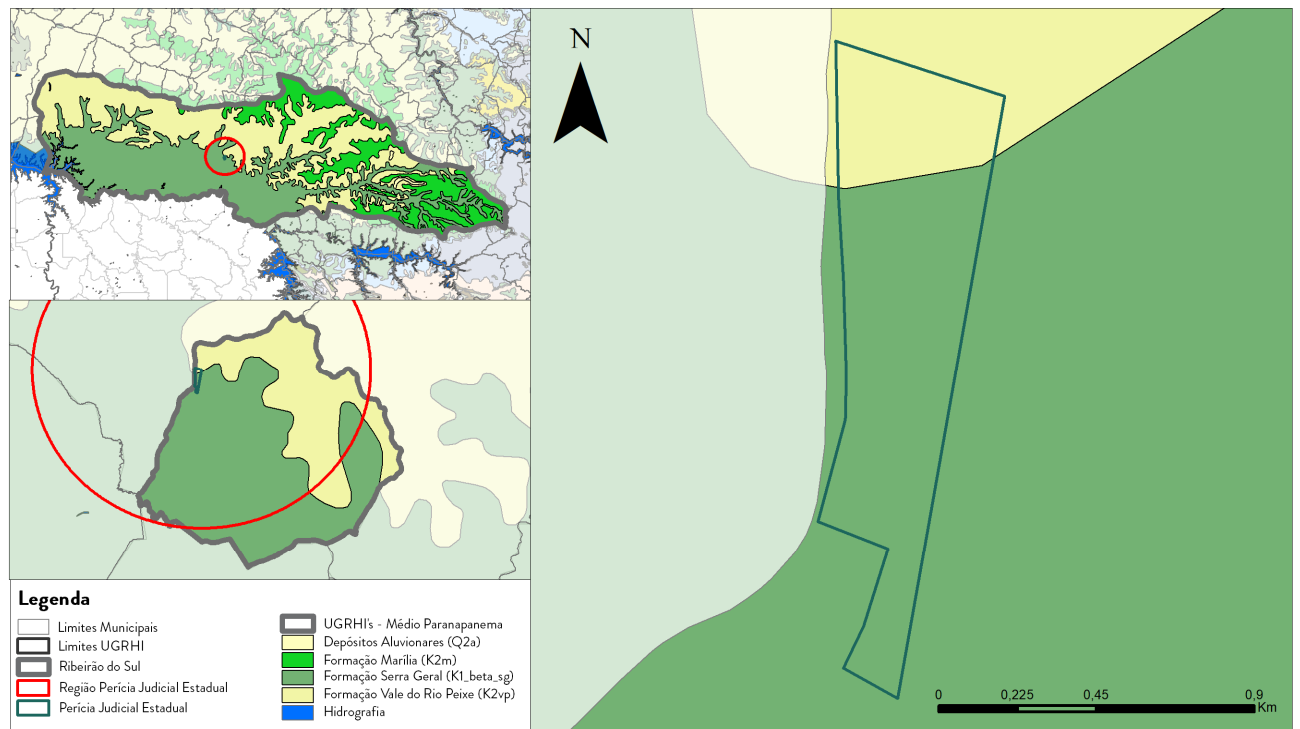 N
Legenda
Limites Municipais
Limites UGRHI
Ribeirão do Sul
Região Perícia Judicial Estadual
Perícia Judicial Estadual
UGRHI's - Médio Paranapanema
Depósitos Aluvionares (Q2a)
Formação Marília (K2m)
Formação Serra Geral (K1_beta_sg)
Formação Vale do Rio Peixe (K2vp)
Hidrografia
0 0,225 0,45 0,9
Km